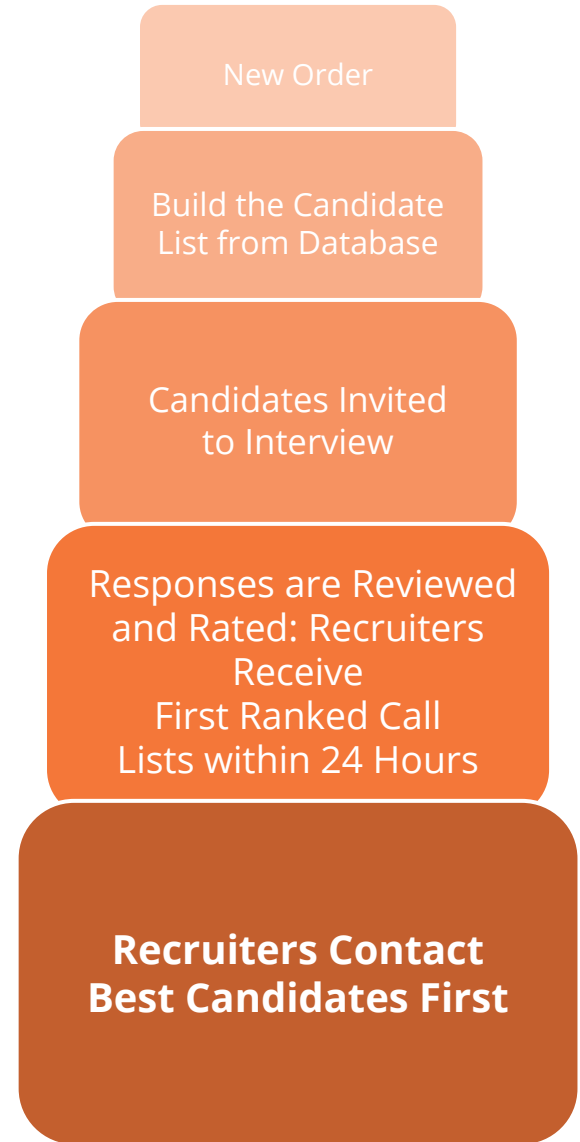 New Order
Build the Candidate
List from Database
Candidates Invited
to Interview
Responses are Reviewed
and Rated: Recruiters
Receive
First Ranked Call
Lists within 24 Hours
Recruiters Contact
Best Candidates First